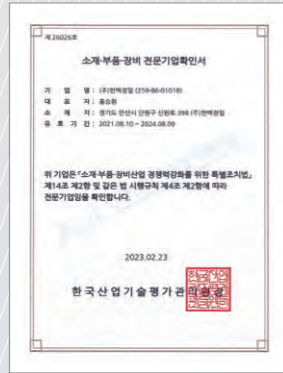 제 26026호
소재·부품·장비 전문기업확인서
기 업 명 : (주)한텍정밀 (259-86-01018)
대 표 자 : 홍순환
소 재 지 : 경기도 안산시 단원구 신원로 398 (주)한텍정밀
유 효 기 간 : 2021.08.10 ~ 2024.08.09
위 기업은 「소재·부품·장비산업 경쟁력강화를 위한 특별조치법」
제14조 제2항 및 같은 법 시행규칙 제4조 제2항에 따라
전문기업임을 확인합니다.
2023.02.23
한국산업기술평가관리원장